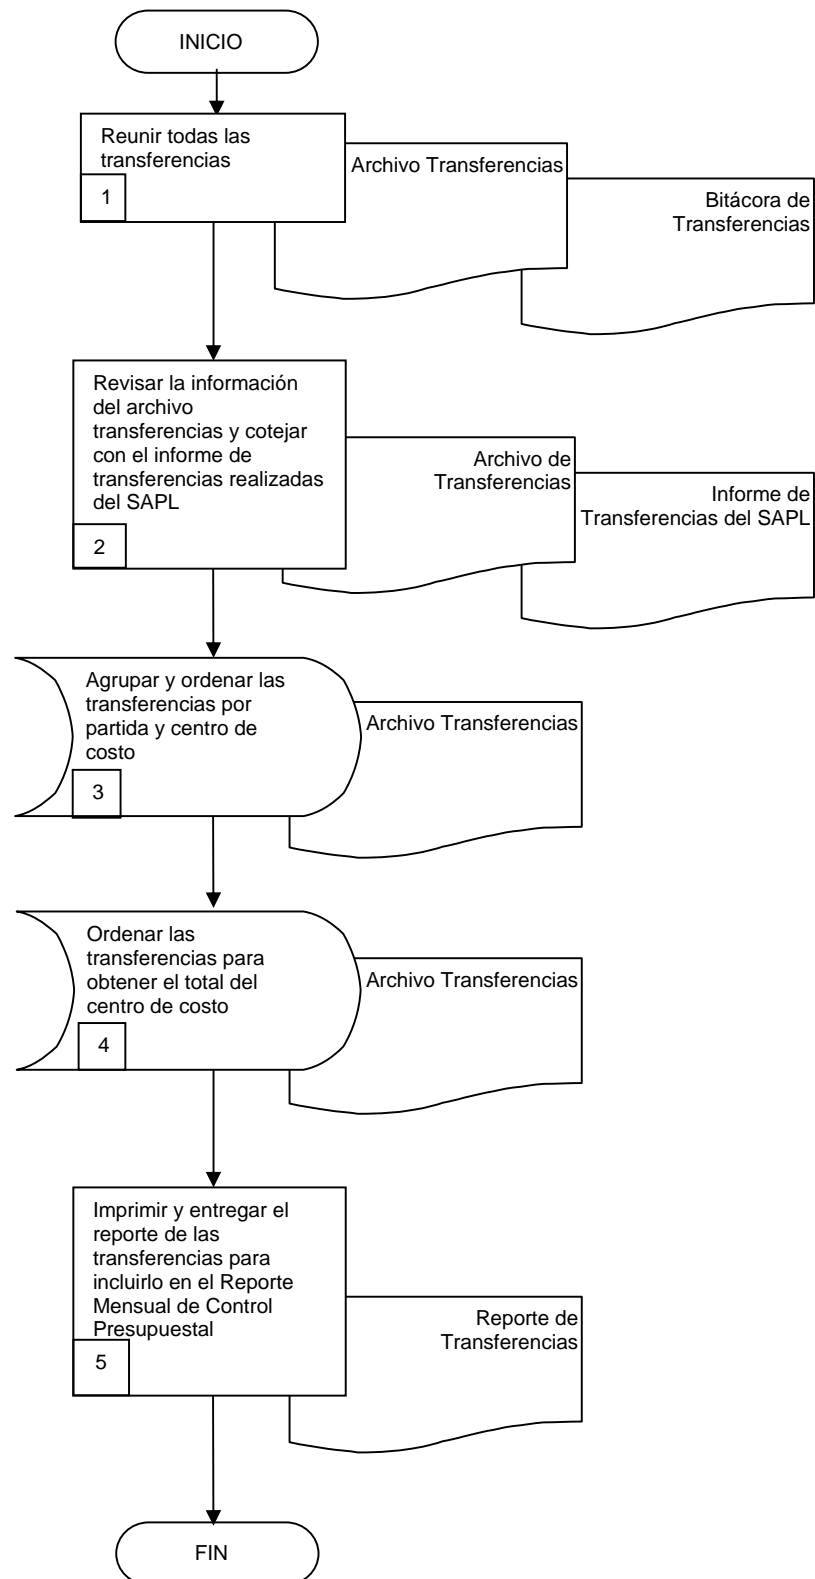 INICIO
Reunir todas las
transferencias
1
Archivo Transferencias
Bitácora de
Transferencias
Revisar la información
del archivo
transferencias y cotejar
con el informe de
transferencias realizadas
del SAPL
2
Archivo de
Transferencias
Informe de
Transferencias del SAPL
Agrupar y ordenar las
transferencias por
partida y centro de
costo
3
Archivo Transferencias
Ordenar las
transferencias para
obtener el total del
centro de costo
4
Archivo Transferencias
Imprimir y entregar el
reporte de las
transferencias para
incluirlo en el Reporte
Mensual de Control
Presupuestal
5
Reporte de
Transferencias
FIN